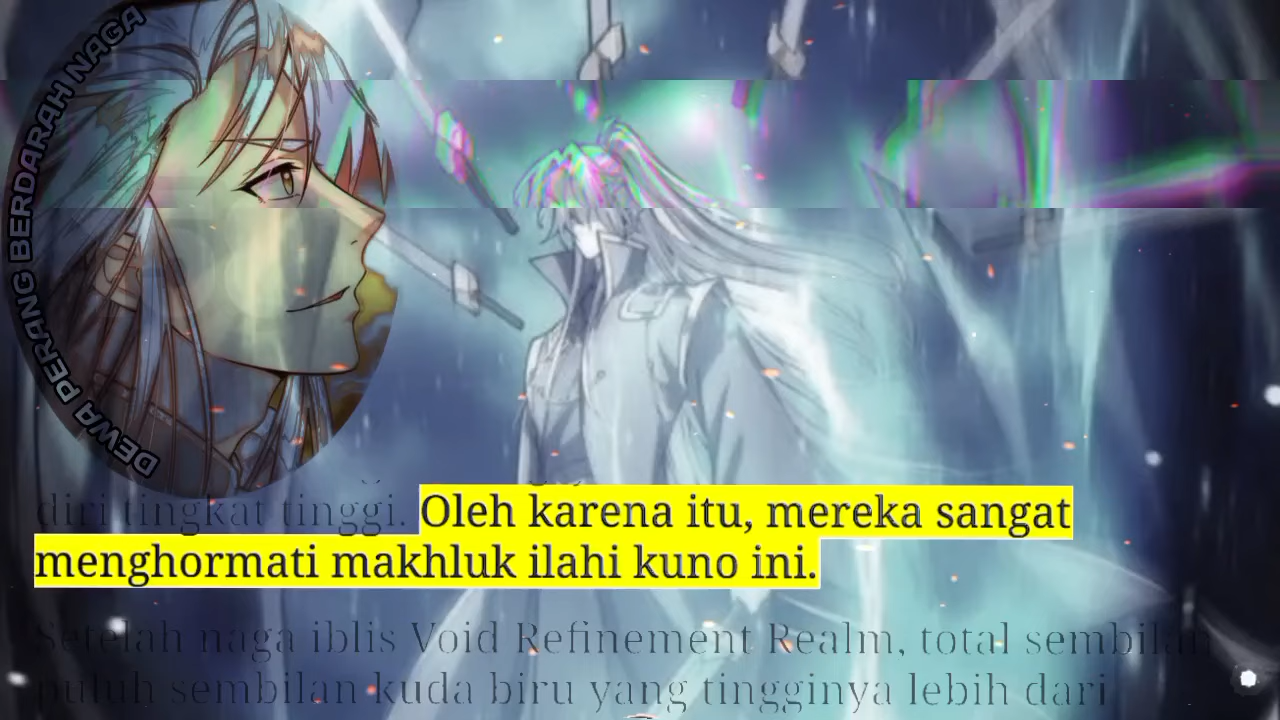 DEWA PERANG BERDARAH NAGA
diri tingkat tinggi. Oleh karena itu, mereka sangat
menghormati makhluk ilahi kuno ini.
Setelah naga iblis Void Refinement Realm, total sembilan
puluh sembilan kuda biru yang tingginya lebih dari